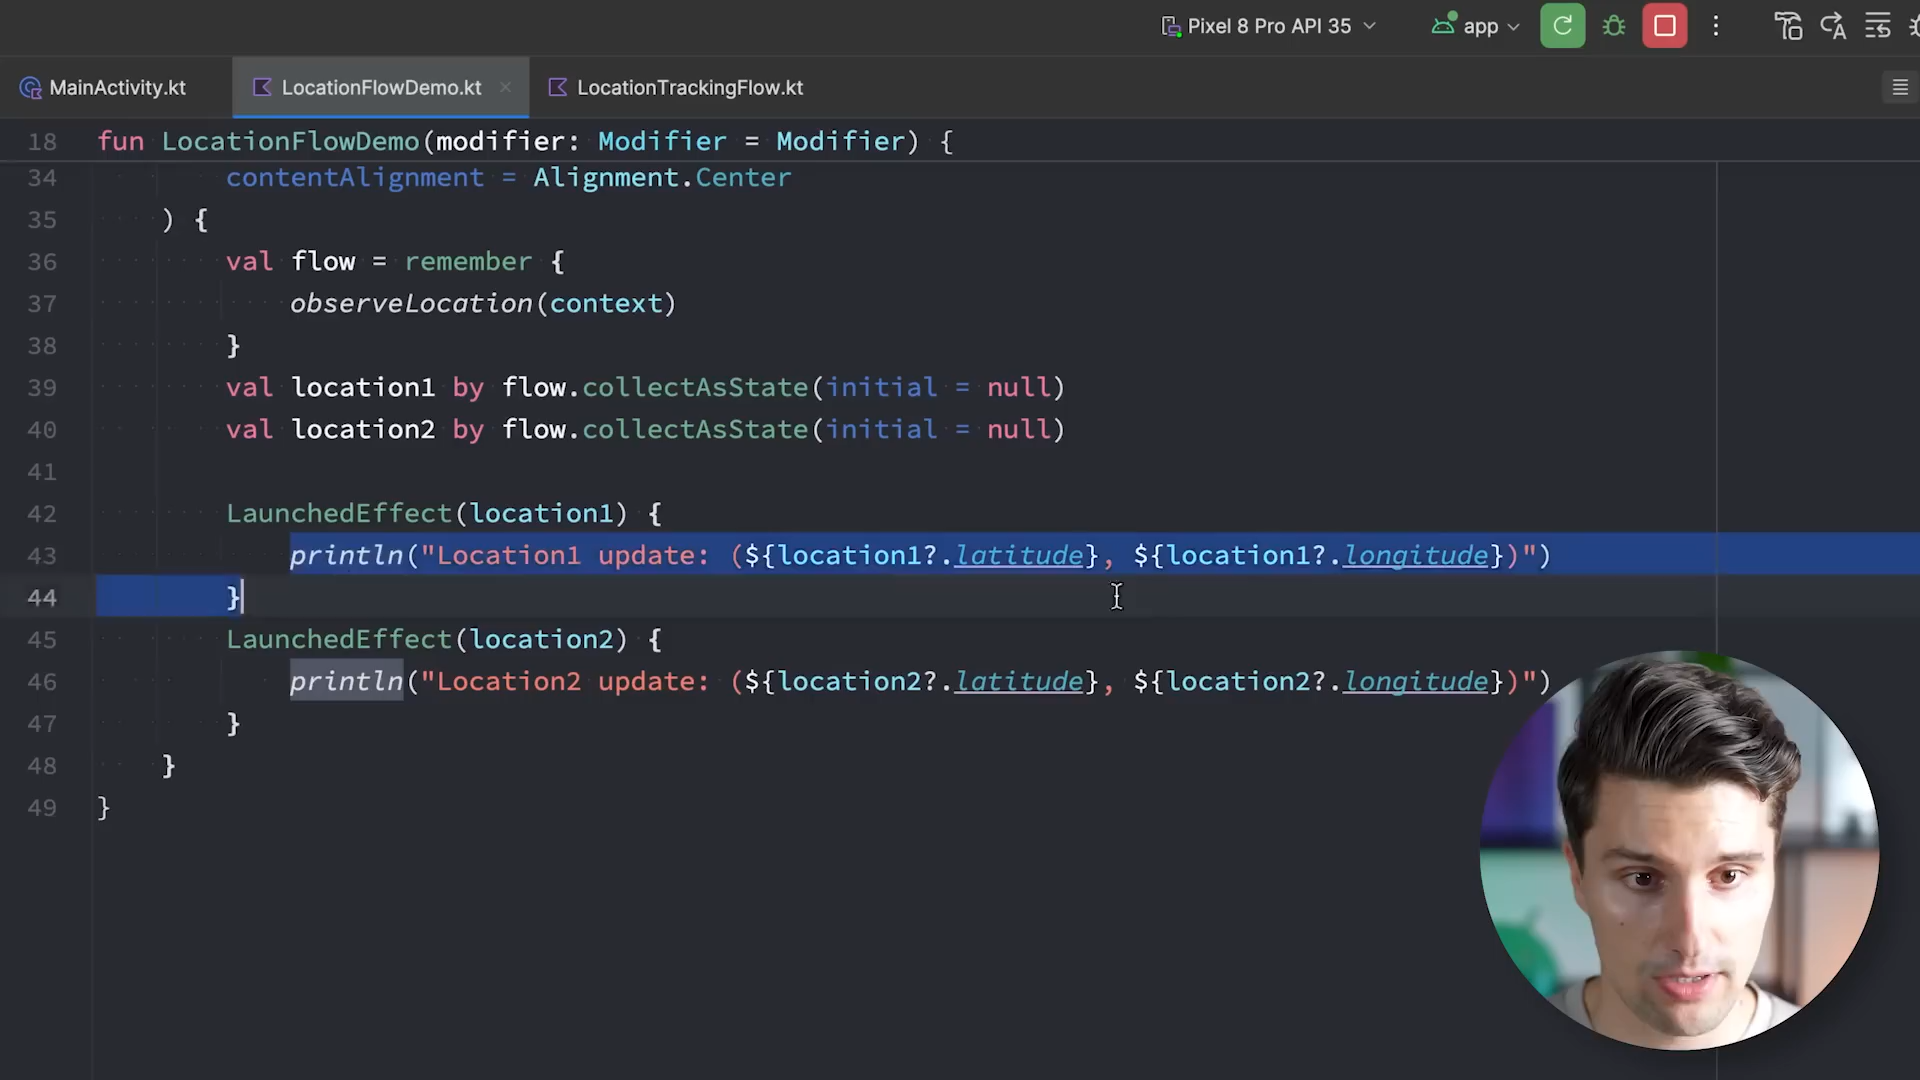 Pixel 8 Pro API 35
app
MainActivity.kt
LocationFlowDemo.kt
LocationTrackingFlow.kt
18 fun LocationFlowDemo(modifier: Modifier = Modifier) {
34 contentAlignment = Alignment.Center
35 ) {
36 val flow = remember {
37 observeLocation(context)
38 }
39 val location1 by flow.collectAsState(initial = null)
40 val location2 by flow.collectAsState(initial = null)
41
42 LaunchedEffect(location1) {
43 println("Location1 update: (${location1?.latitude}, ${location1?.longitude})")
44 }
45 LaunchedEffect(location2) {
46 println("Location2 update: (${location2?.latitude}, ${location2?.longitude})")
47 }
48 }
49 }